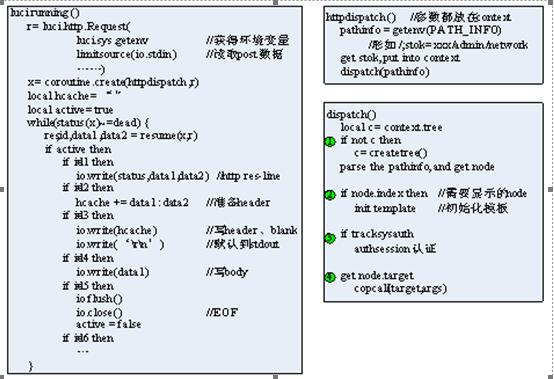 luci.running()
r= luci.http.Request(
luci.sys.getenv //获得环境变量
limitsource(io.stdin) //读取post数据
------)
x= coroutine.create(httpdispatch,r)
local hcache= “ ”
local active= true
while(status(x)~=dead) {
res,id,data1,data2 = resume(x,r)
if active then
if id1 then
io.write(status,data1,data2) //http res-line
if id2 then
hcache += data1 : data2 //准备header
if id3 then
io.write(hcache) //写header、blank
io.write( ‘\r\n’ ) //默认到stdout
if id4 then
io.write(data1) //写body
if id5 then
io.flush()
io.close() //EOF
active = false
if id6 then
...
}
httpdispatch() //参数都放在context
pathinfo = getenv(PATH_INFO)
//形如 /;stok= xxx/admin/network
get stok,put into context
dispatch(pathinfo)
dispatch()
local c= context.tree
1 if not c then
c= createtree()
parse the pathinfo, and get node
2 if node.index then //需要显示的node
init template //初始化模板
3 if tracksysauth
authsession 认证
4 get node.target
copcall(target,args)